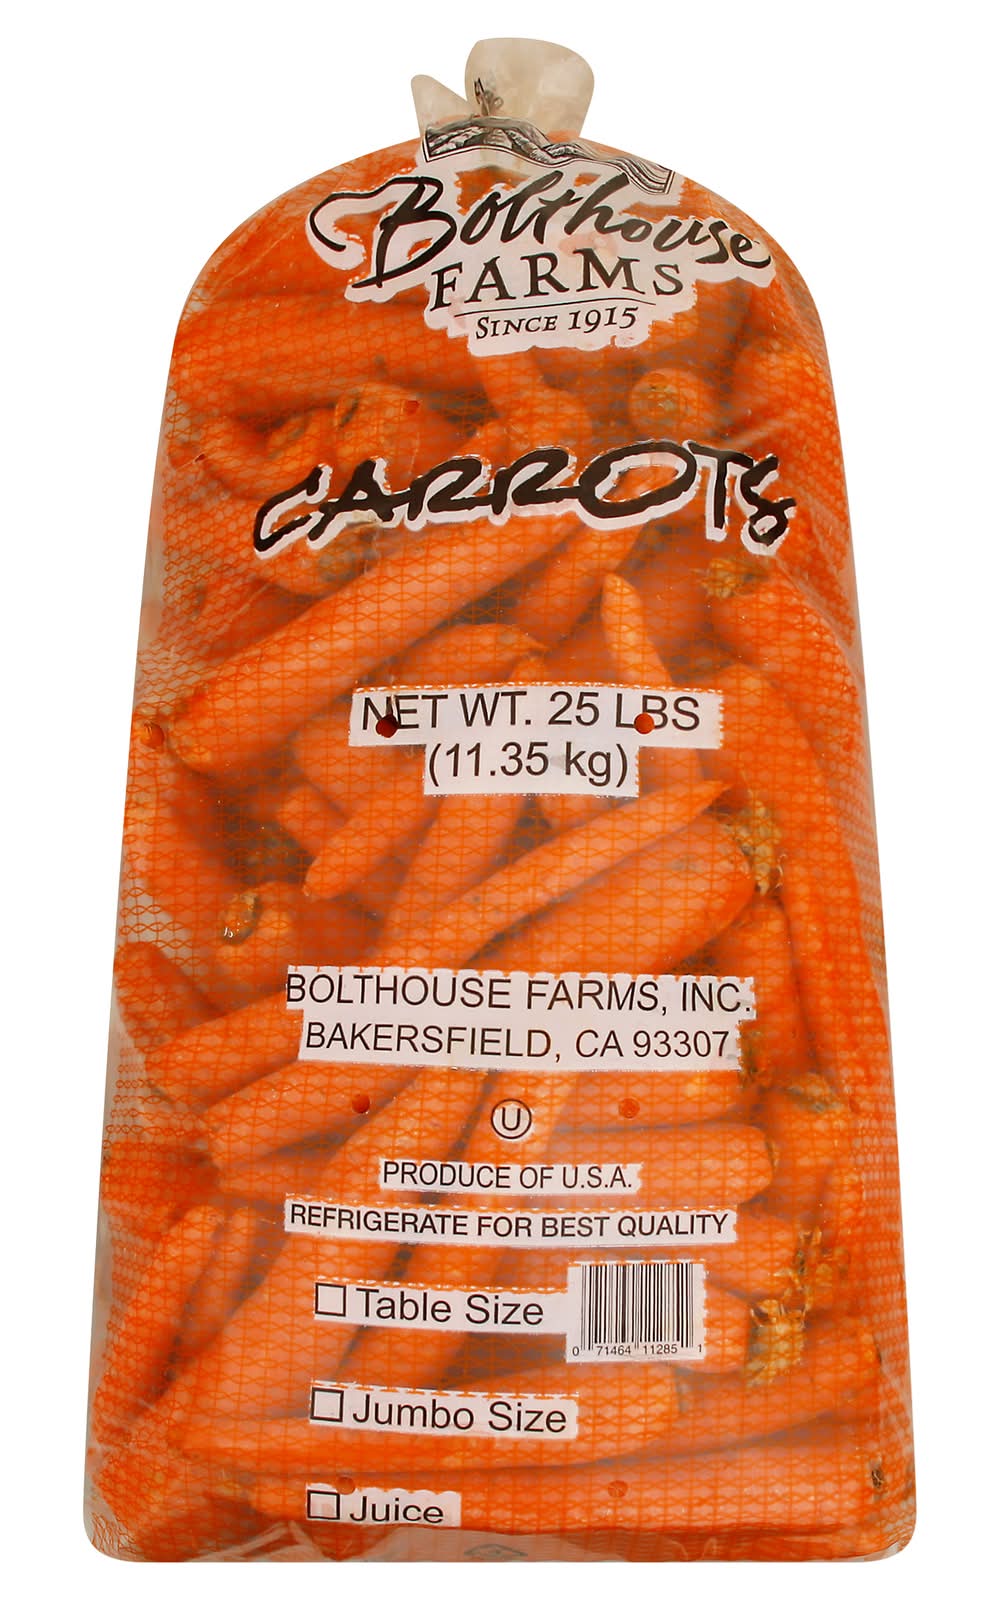 Bolthouse
FARMS
SINCE 1915
CARROTS
NET WT. 25 LBS
(11.35 kg)
BOLTHOUSE FARMS, INC.
BAKERSFIELD, CA 93307
U
PRODUCE OF U.S.A.
REFRIGERATE FOR BEST QUALITY
Table Size
0 71464 11285 1
Jumbo Size
Juice